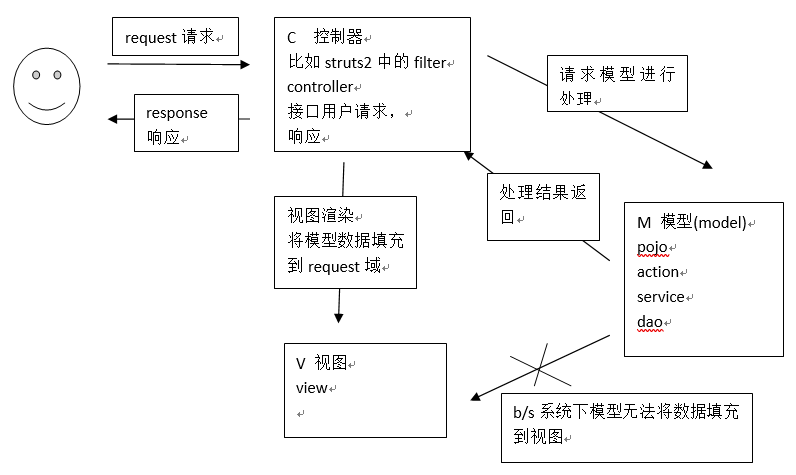 request 请求
C 控制器
比如 struts2 中的 filter
controller
接口用户请求，
响应
请求模型进行
处理
response
响应
处理结果返
回
视图渲染
将模型数据填充
到 request 域
M 模型(model)
pojo
action
service
dao
V 视图
view
b/s 系统下模型无法将数据填充
到视图